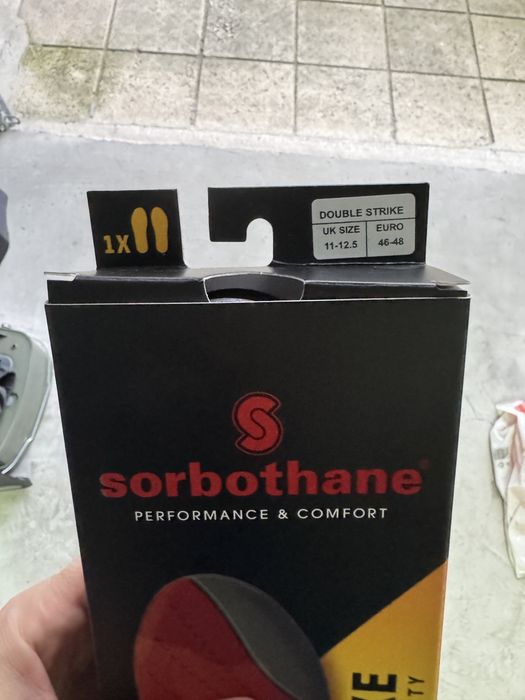 1X
DOUBLE STRIKE
UK SIZE EURO
11-12.5 46-48
S
sorbothane®
PERFORMANCE & COMFORT